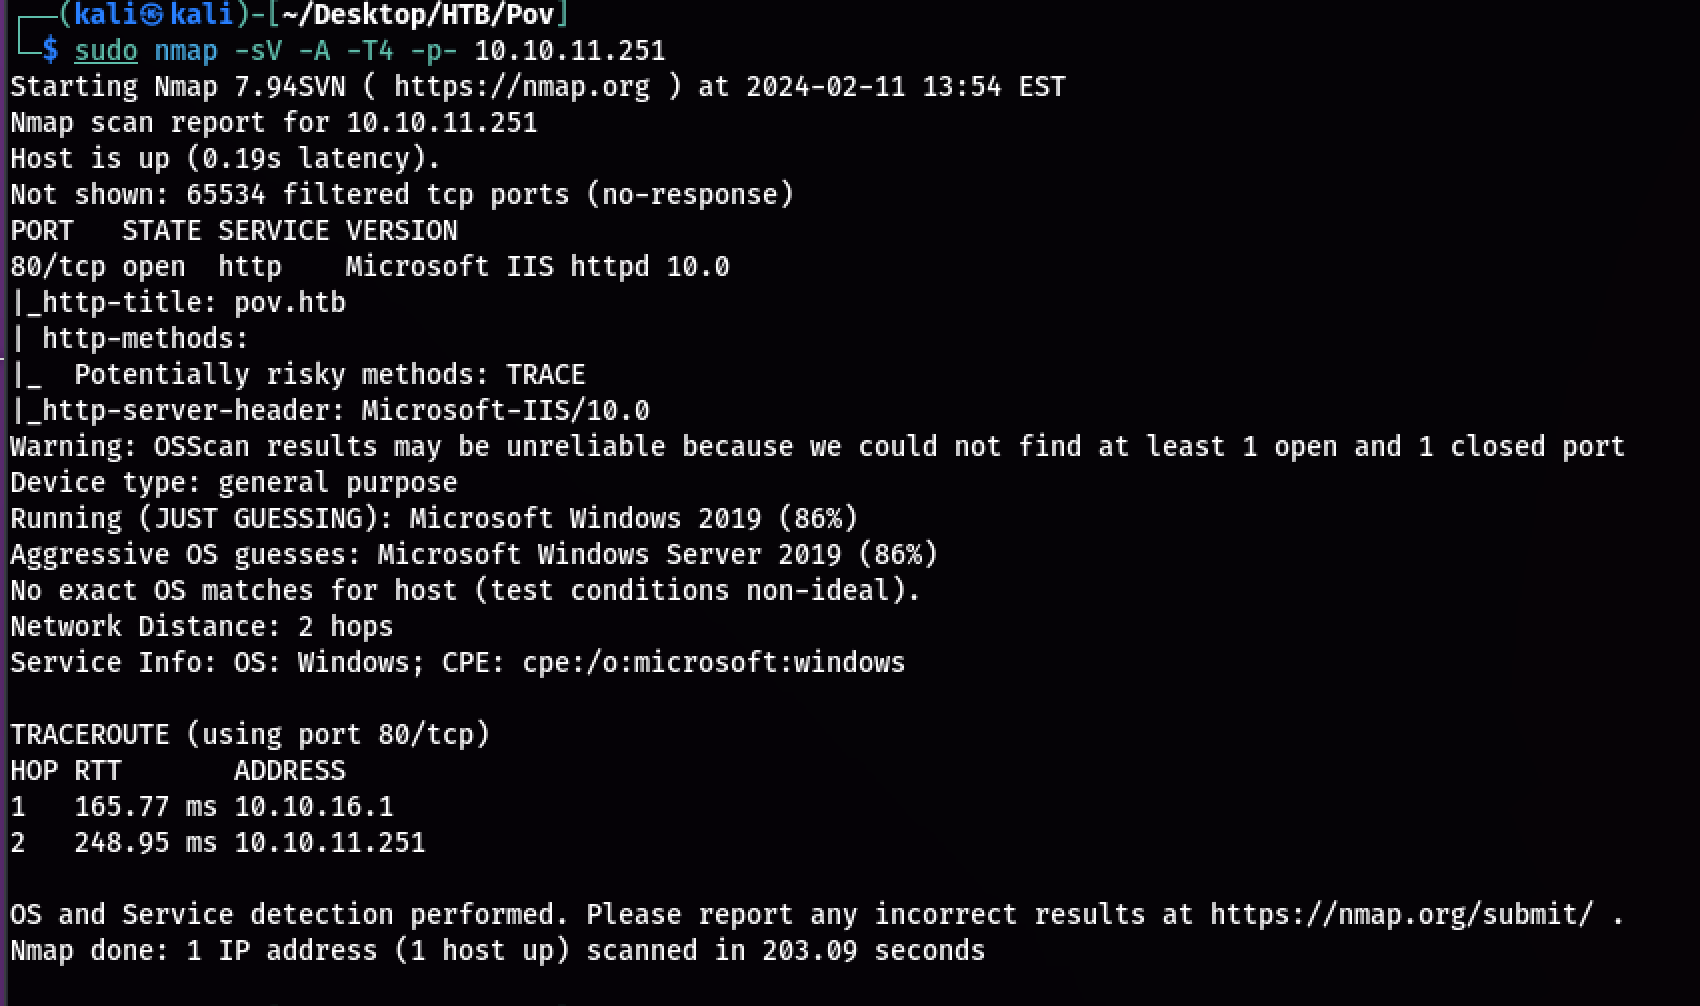 ┌──(kali㉿kali)-[~/Desktop/HTB/Pov]
└─$ sudo nmap -sV -A -T4 -p- 10.10.11.251
Starting Nmap 7.94SVN ( https://nmap.org ) at 2024-02-11 13:54 EST
Nmap scan report for 10.10.11.251
Host is up (0.19s latency).
Not shown: 65534 filtered tcp ports (no-response)
PORT   STATE SERVICE VERSION
80/tcp open  http    Microsoft IIS httpd 10.0
|_http-title: pov.htb
| http-methods:
|_  Potentially risky methods: TRACE
|_http-server-header: Microsoft-IIS/10.0
Warning: OSScan results may be unreliable because we could not find at least 1 open and 1 closed port
Device type: general purpose
Running (JUST GUESSING): Microsoft Windows 2019 (86%)
Aggressive OS guesses: Microsoft Windows Server 2019 (86%)
No exact OS matches for host (test conditions non-ideal).
Network Distance: 2 hops
Service Info: OS: Windows; CPE: cpe:/o:microsoft:windows
TRACEROUTE (using port 80/tcp)
HOP RTT       ADDRESS
1   165.77 ms 10.10.16.1
2   248.95 ms 10.10.11.251
OS and Service detection performed. Please report any incorrect results at https://nmap.org/submit/ .
Nmap done: 1 IP address (1 host up) scanned in 203.09 seconds